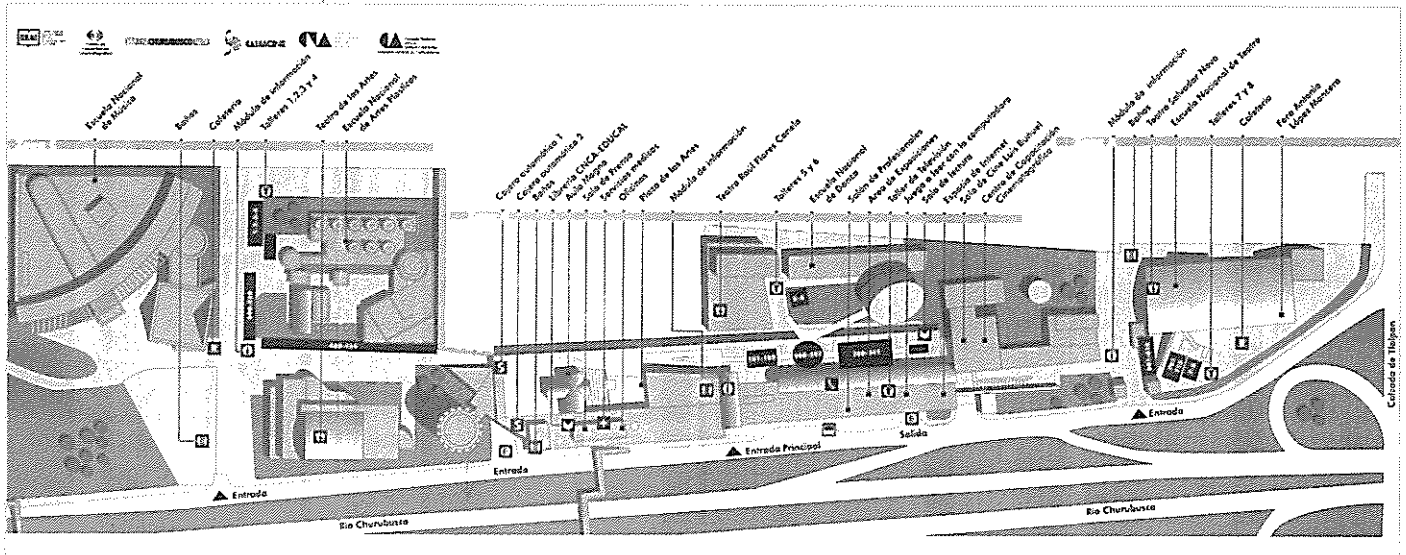 CHURUBUSCO
Escuela Nacional
de Música
Baños
Cafetería
Módulo de información
Talleres 1,2,3 y 4
Teatro de las Artes
Escuela Nacional
de Artes Plásticas
Cajero automático 1
Cajero automático 2
Baños
Librería CNCA-EDUCAL
Aula Magna
Sala de Prensa
Servicios médicos
Oficinas
Plaza de las Artes
Módulo de información
Teatro Raúl Flores Canelo
Talleres 5 y 6
Escuela Nacional
de Danza
Salón de Profesionales
Area de Exposiciones
Taller de Televisión
Juega a leer con la computadora
Sala de lectura
Espacio de Internet
Sala de Cine Luis Buñuel
Centro de Capacitación
Cinematográfica
Módulo de información
Baños
Teatro Salvador Novo
Escuela Nacional de Teatro
Talleres 7 y 8
Cafetería
Foro Antonio
López Mancera
Calzada de Tlalpan
S
S
E
Entrada
Entrada
Entrada Principal
E
Salida
Entrada
Río Churubusco
Río Churubusco